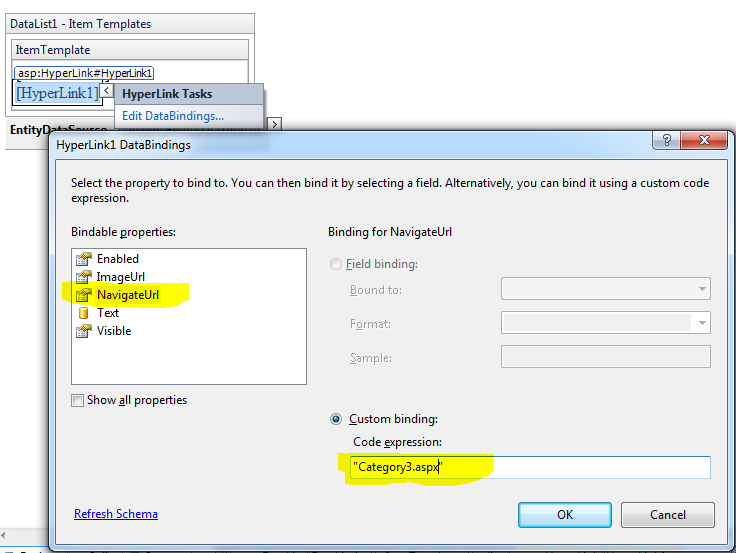 DataList1 - Item Templates
ItemTemplate
asp:HyperLink#HyperLink1
[HyperLink1]
<
HyperLink Tasks
Edit DataBindings...
>
EntityDataSource
HyperLink1 DataBindings
?
Select the property to bind to. You can then bind it by selecting a field. Alternatively, you can bind it using a custom code
expression.
Bindable properties:
Enabled
ImageUrl
NavigateUrl
Text
Visible
Show all properties
Binding for NavigateUrl
Field binding:
Bound to:
Format:
Sample:
Custom binding:
Code expression:
"Category3.aspx"
Refresh Schema
OK
Cancel